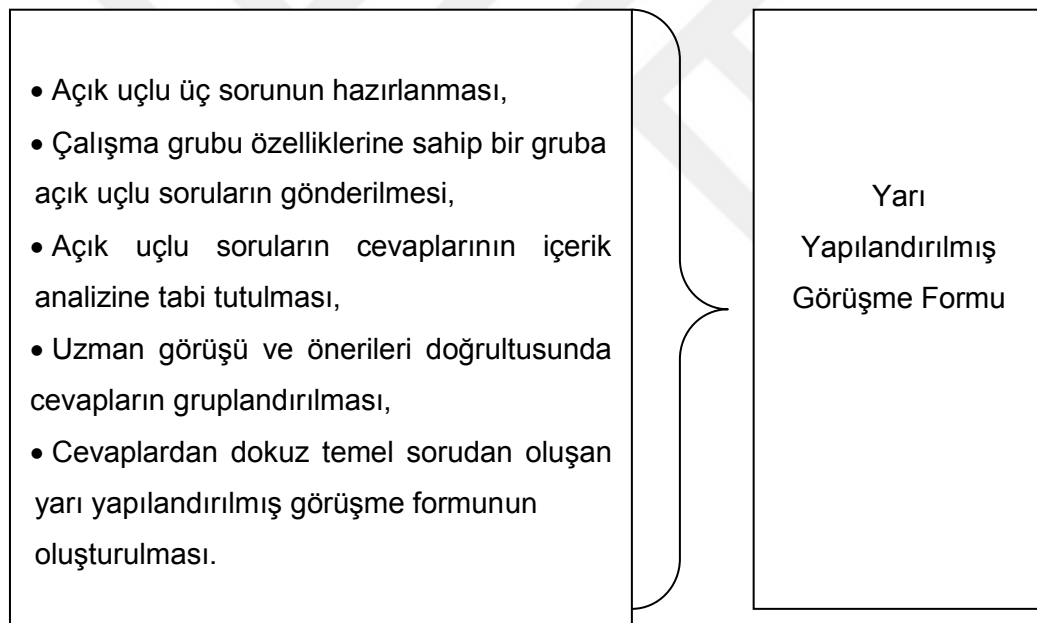 • Açık uçlu üç sorunun hazırlanması,
• Çalışma grubu özelliklerine sahip bir gruba
açık uçlu soruların gönderilmesi,
• Açık uçlu soruların cevaplarının içerik
analizine tabi tutulması,
• Uzman görüşü ve önerileri doğrultusunda
cevapların gruplandırılması,
• Cevaplardan dokuz temel sorudan oluşan
yarı yapılandırılmış görüşme formunun
oluşturulması.
Yarı
Yapılandırılmış
Görüşme Formu